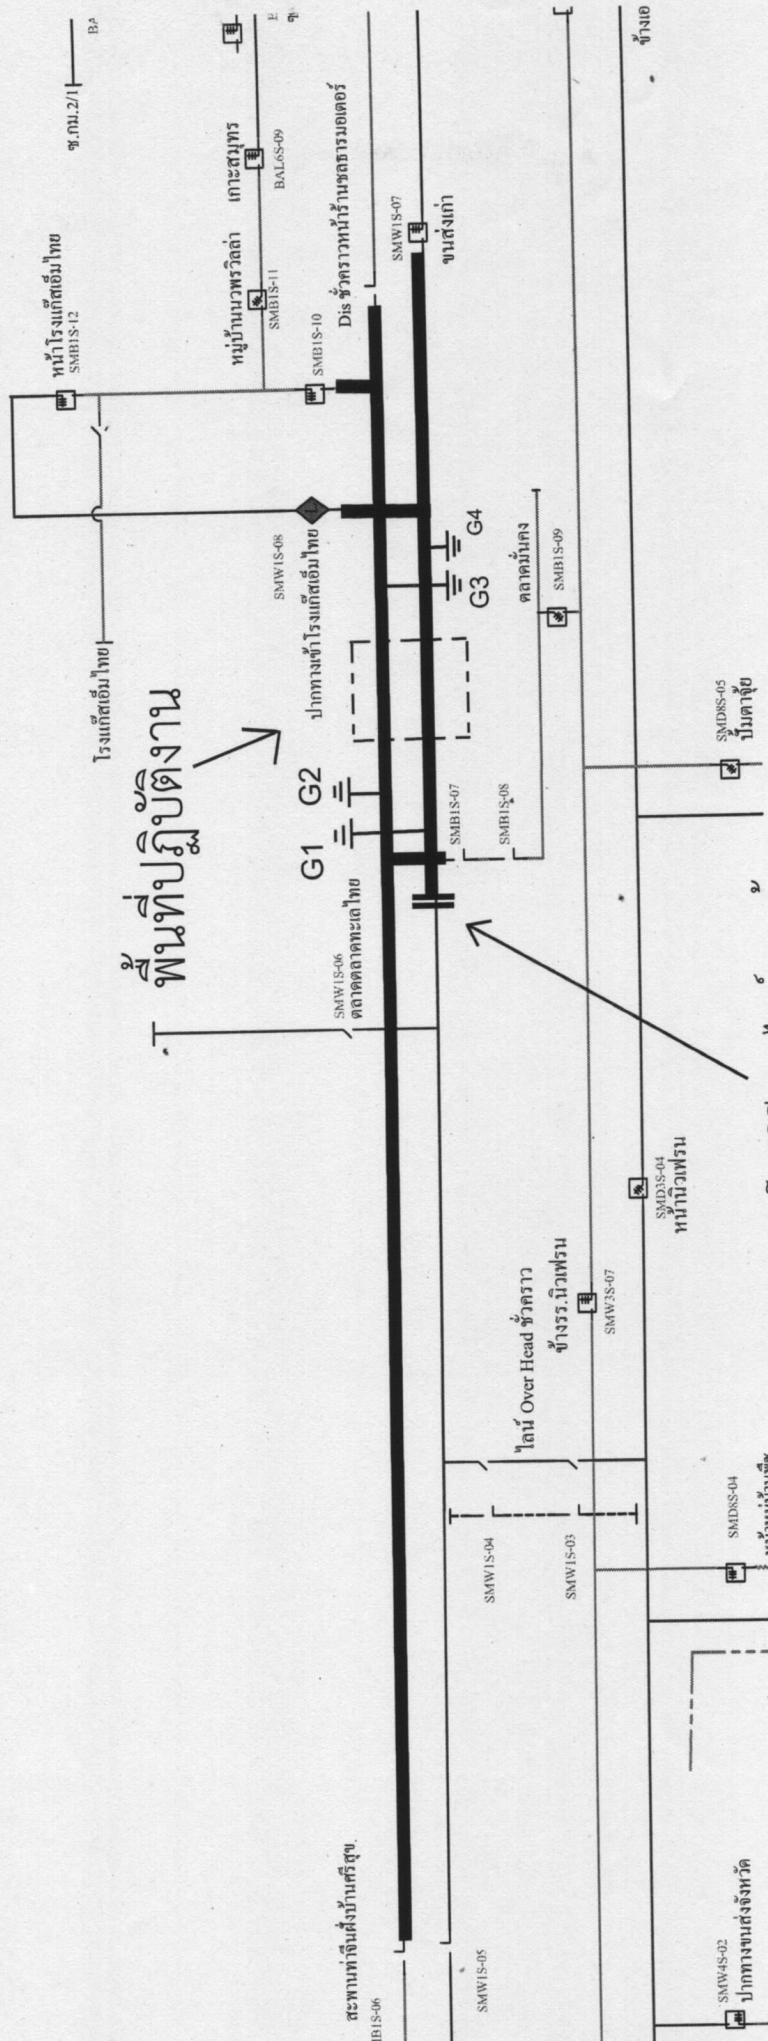 ซ.กม.2/1
หน้าโรงแก๊สเอ็มไทย
SMB1S-12
โรงแก๊สเอ็มไทย
หมู่บ้านนวพรวิลล่า
SMB1S-11
เกาะสมุทร
BAL6S-09
SMB1S-10
Dis ชั่วคราวหน้าร้านชลธารมอเตอร์
SMW1S-07
ขนส่งเก่า
SMW1S-08
ปากทางเข้าโรงแก๊สเอ็มไทย
พื้นที่ปฏิบัติงาน
G1
G2
G3
G4
SMB1S-07
SMB1S-08
ตลาดมั่นคง
SMB1S-09
SMW1S-06
ตลาดตลาดทะเลไทย
SMD8S-05
ปั๊มตาจุ้ย
SMD3S-04
หน้านิวเฟรน
ไลน์ Over Head ชั่วคราว
ข้างรร.นิวเฟรน
SMW3S-07
SMW1S-04
SMW1S-03
SMD8S-04
สะพานท่าจีนฝั่งบ้านศรีสุข
SMW1S-05
SMW4S-02
ปากทางขนส่งจังหวัด